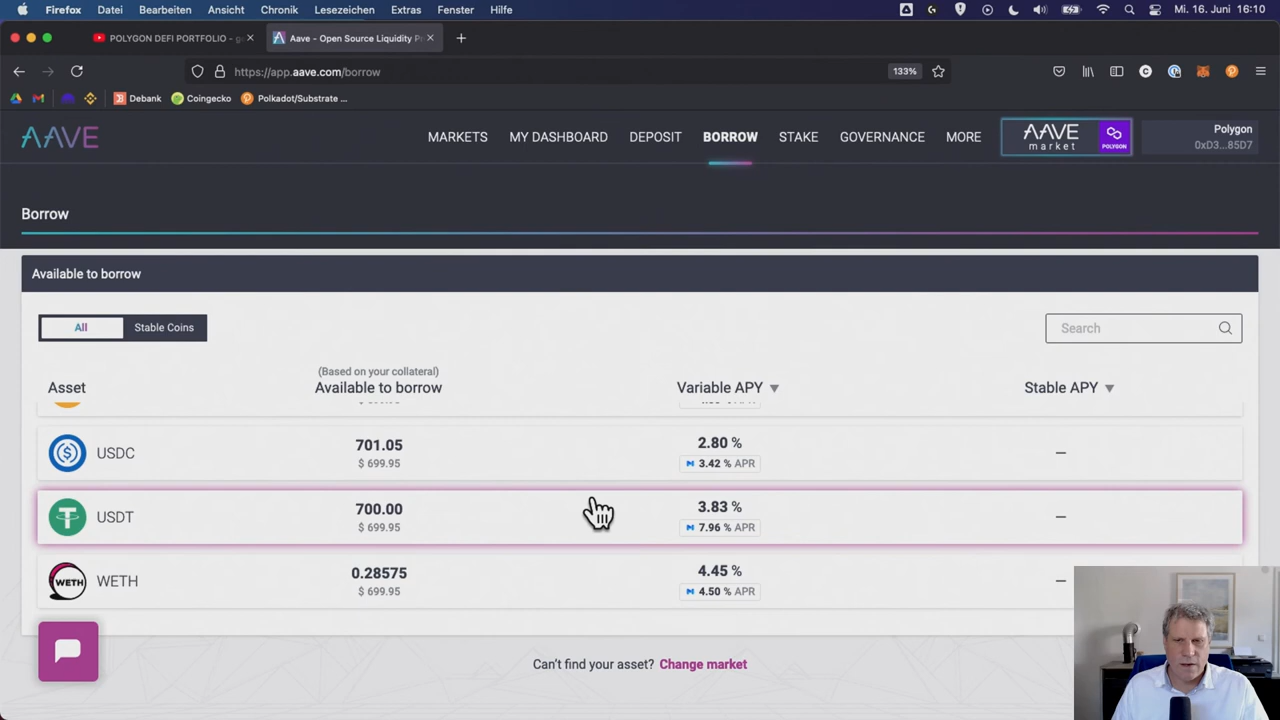 Firefox Datei Bearbeiten Ansicht Chronik Lesezeichen Extras Fenster Hilfe Mi. 16. Juni 16:10
POLYGON DEFI PORTFOLIO - Aave - Open Source Liquidity
https://app.aave.com/borrow 133%
Debank Coingecko Polkadot/Substrate ...
AAVE MARKETS MY DASHBOARD DEPOSIT BORROW STAKE GOVERNANCE MORE AAVE market POLYGON Polygon 0xD3...85D7
Borrow
Available to borrow
All Stable Coins Search
(Based on your collateral)
Asset Available to borrow Variable APY Stable APY
USDC 701.05 2.80 % —
$ 699.95 3.42 % APR
USDT 700.00 3.83 % —
$ 699.95 7.96 % APR
WETH WETH 0.28575 4.45 % —
$ 699.95 4.50 % APR
Can't find your asset? Change market